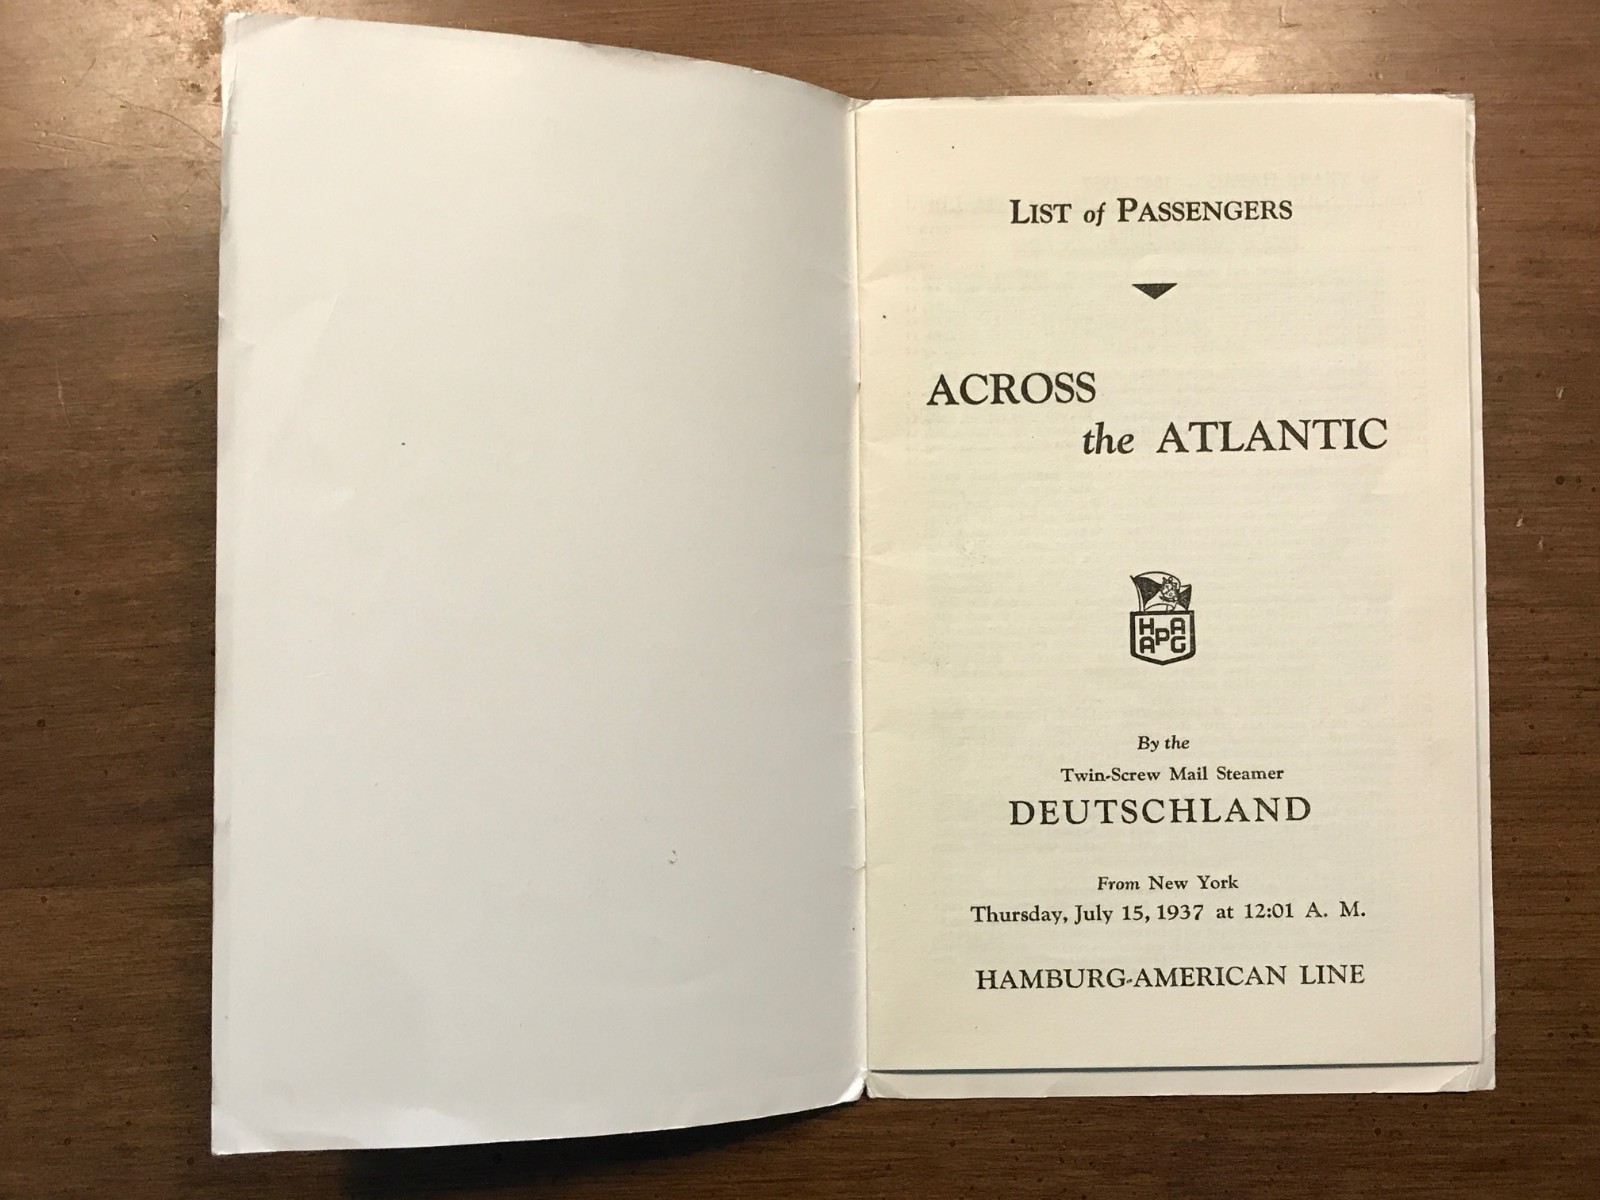 LIST of PASSENGERS
ACROSS
the ATLANTIC
H A
P
A G
By the
Twin-Screw Mail Steamer
DEUTSCHLAND
From New York
Thursday, July 15, 1937 at 12:01 A. M.
HAMBURG-AMERICAN LINE